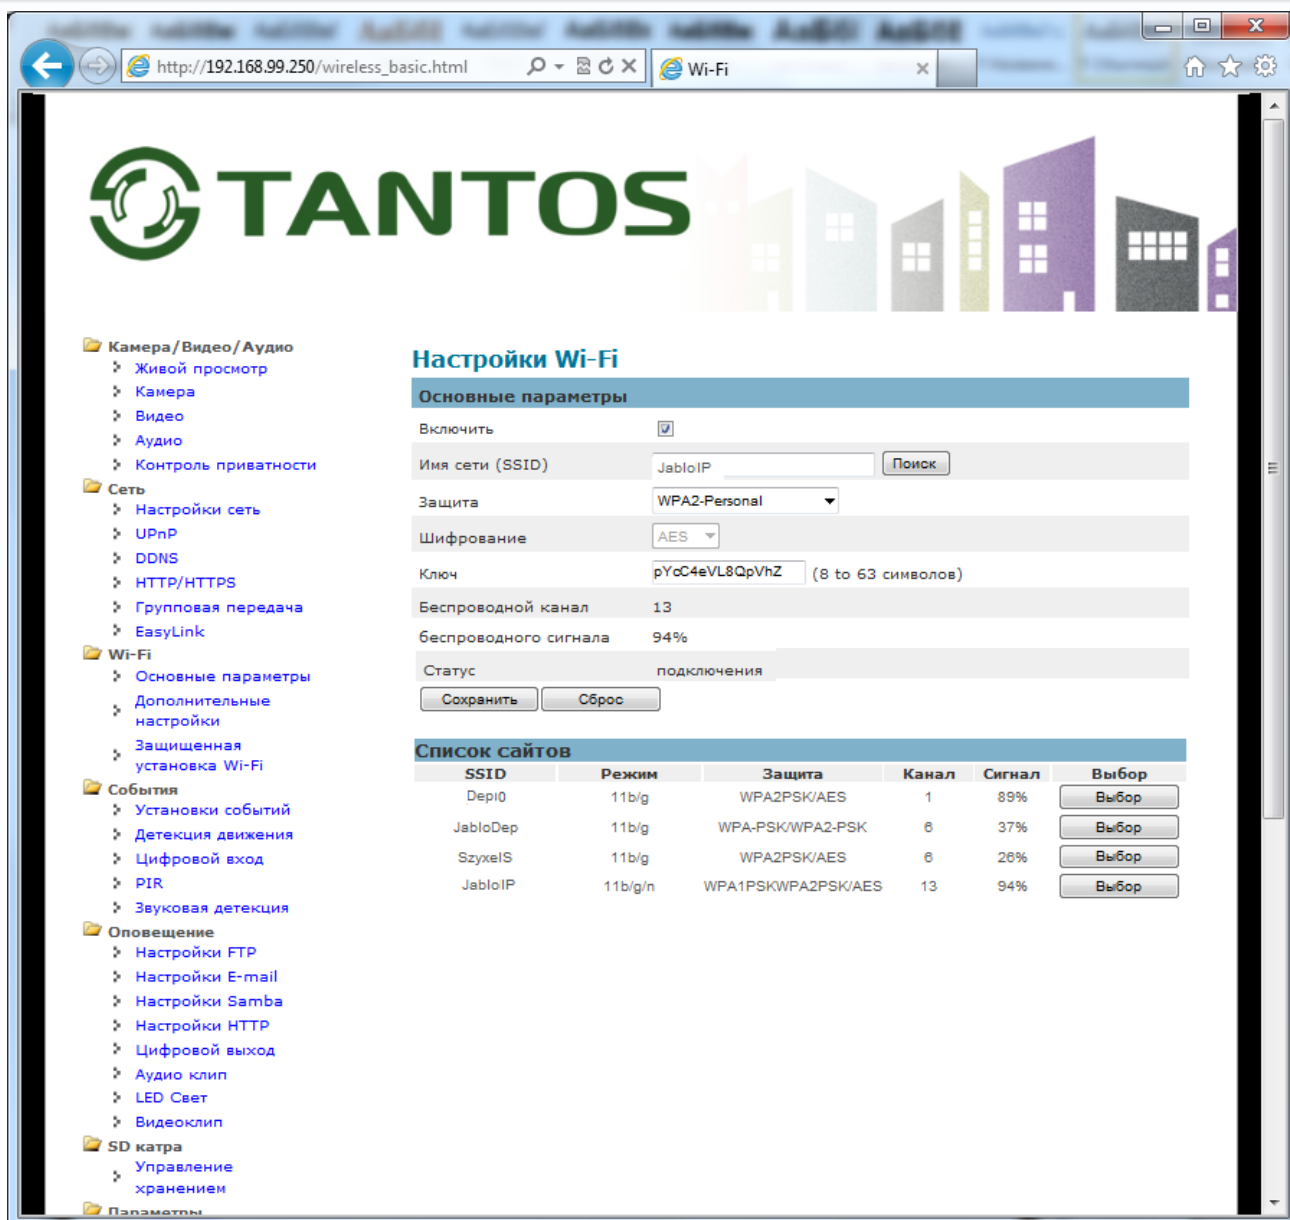 http://192.168.99.250/wireless_basic.html
Wi-Fi
TANTOS
Камера/Видео/Аудио
Живой просмотр
Камера
Видео
Аудио
Контроль приватности
Сеть
Настройки сеть
UPnP
DDNS
HTTP/HTTPS
Групповая передача
EasyLink
Wi-Fi
Основные параметры
Дополнительные
настройки
Защищенная
установка Wi-Fi
События
Установки событий
Детекция движения
Цифровой вход
PIR
Звуковая детекция
Оповещение
Настройки FTP
Настройки E-mail
Настройки Samba
Настройки HTTP
Цифровой выход
Аудио клип
LED Свет
Видеоклип
SD катра
Управление
хранением
Параметры
Настройки Wi-Fi
Основные параметры
Включить
Имя сети (SSID) JabloIP Поиск
Защита WPA2-Personal
Шифрование AES
Ключ pYcC4eVL8QpVhZ (8 to 63 символов)
Беспроводной канал 13
беспроводного сигнала 94%
Статус подключения
Сохранить Сброс
Список сайтов
SSID Режим Защита Канал Сигнал Выбор
Depi0 11b/g WPA2PSK/AES 1 89% Выбор
JabloDep 11b/g WPA-PSK/WPA2-PSK 6 37% Выбор
SzyxelS 11b/g WPA2PSK/AES 6 26% Выбор
JabloIP 11b/g/n WPA1PSKWPA2PSK/AES 13 94% Выбор